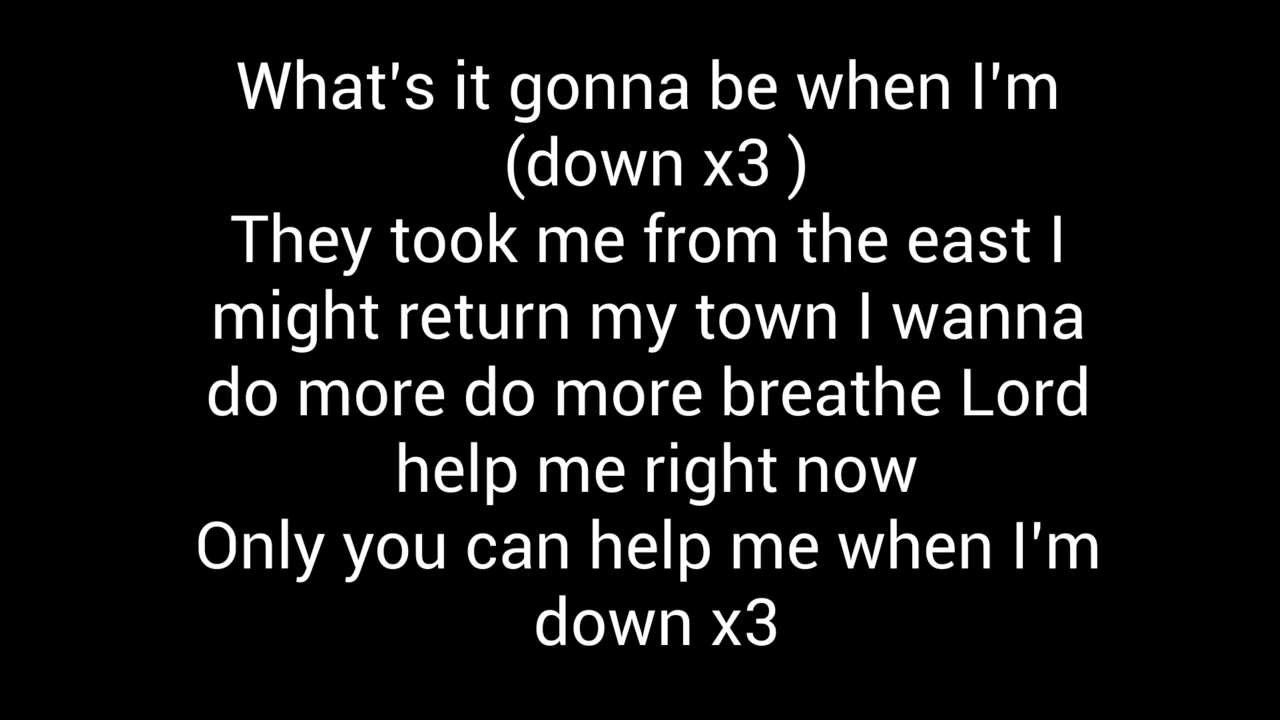 What's it gonna be when I'm
(down x3 )
They took me from the east I
might return my town I wanna
do more do more breathe Lord
help me right now
Only you can help me when I'm
down x3